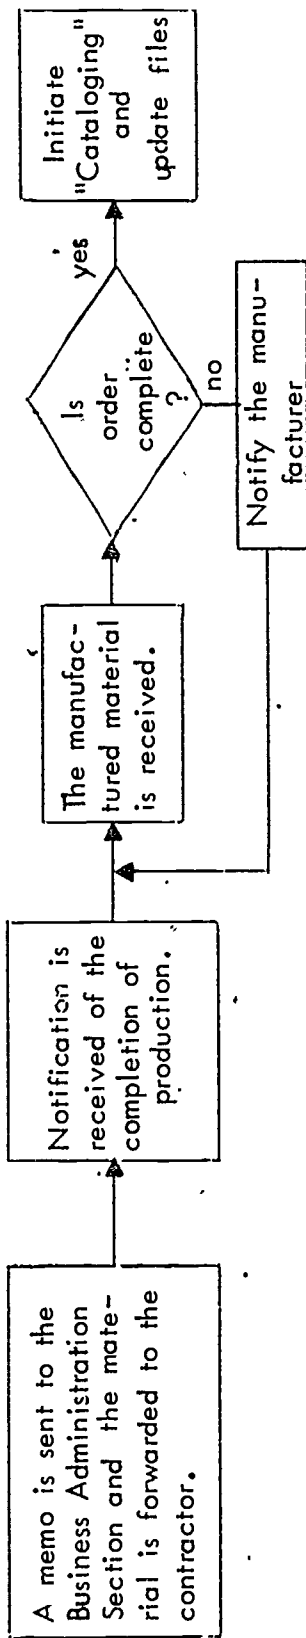 A memo is sent to the
Business Administration
Section and the mate-
rial is forwarded to the
contractor.
Notification is
received of the
completion of
production.
The manufac-
tured material
is received.
Is
order
complete
?
yes
no
Initiate
"Cataloging"
and
update files
Notify the manu-
facturer